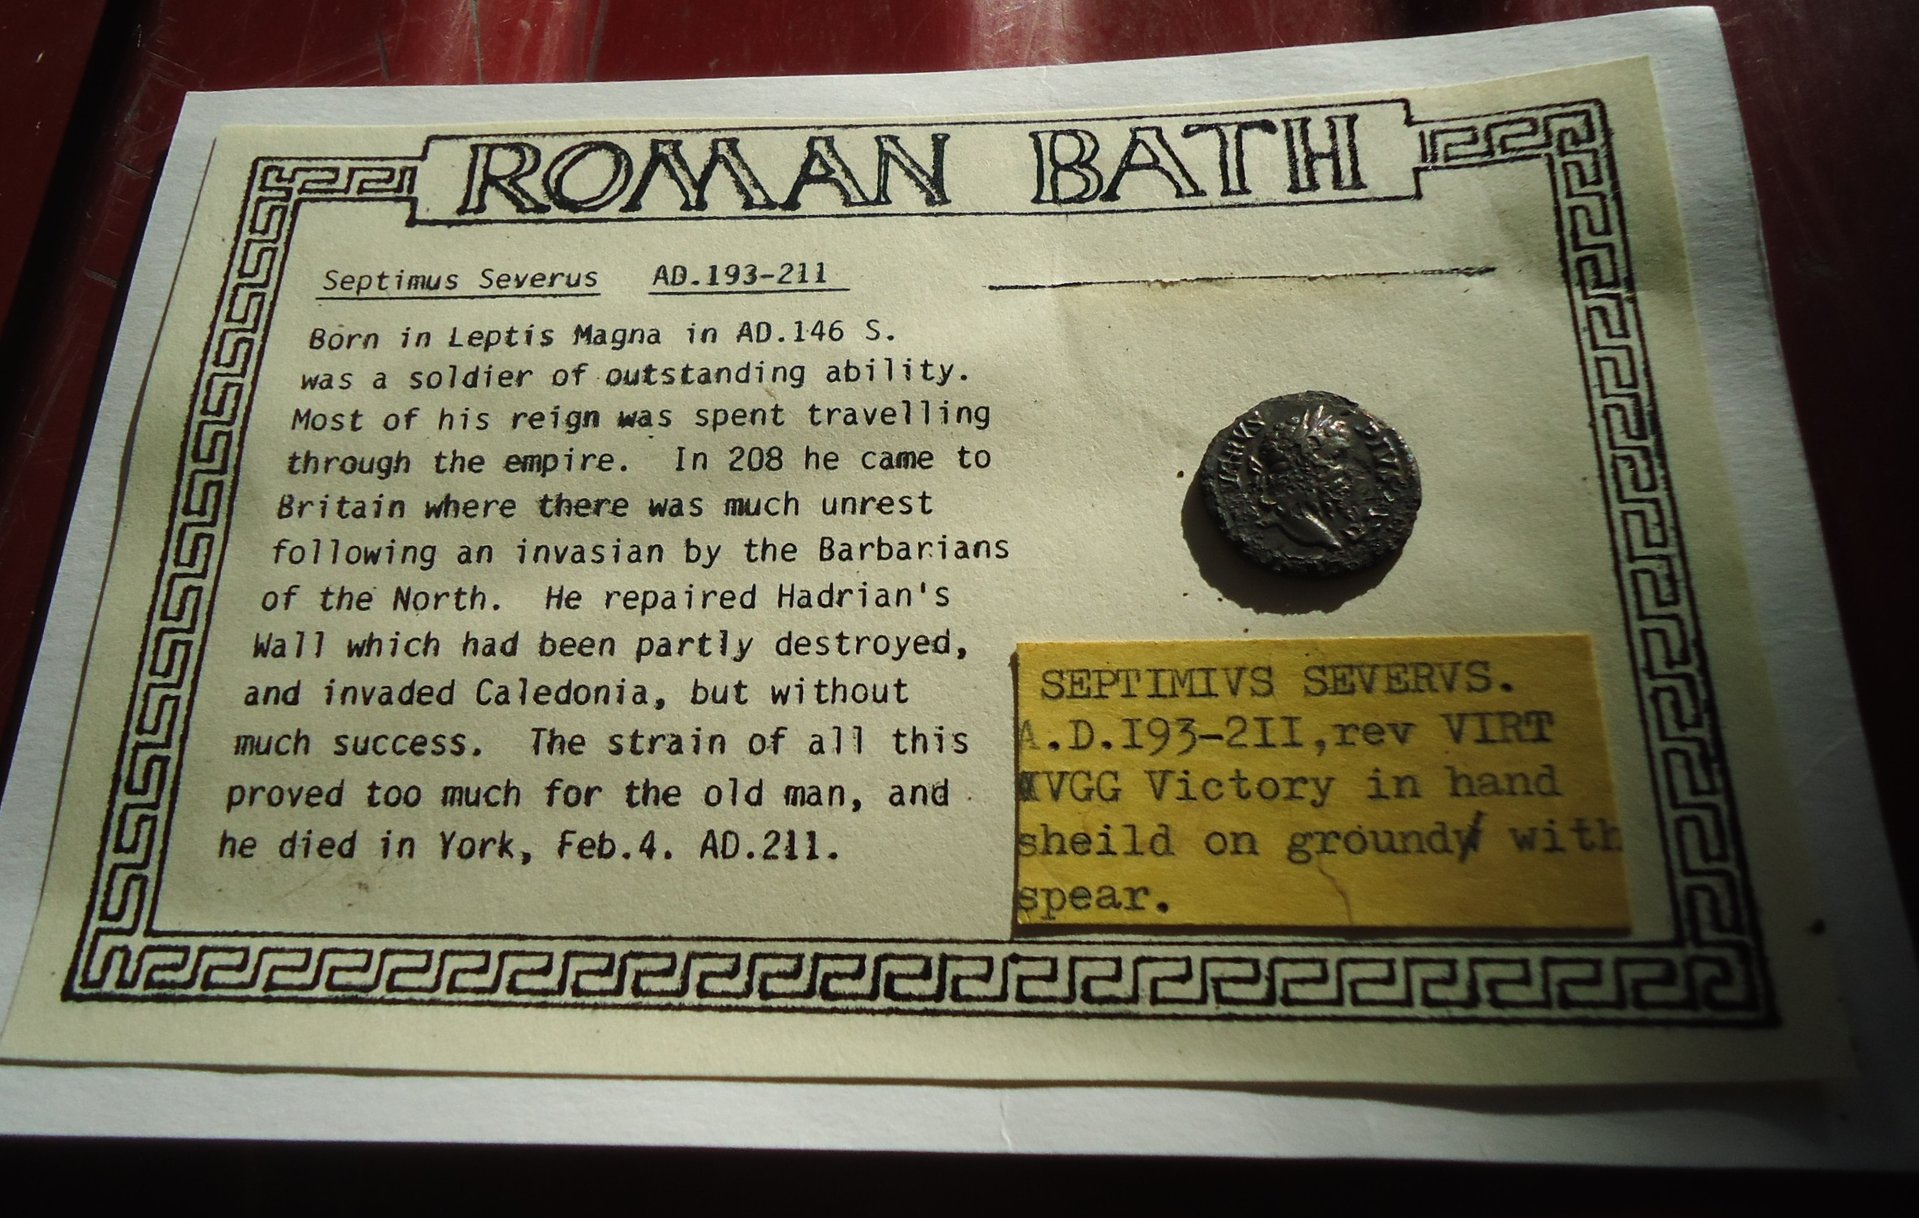 ROMAN BATH
Septimus Severus AD.193-211
Born in Leptis Magna in AD.146 S.
was a soldier of outstanding ability.
Most of his reign was spent travelling
through the empire. In 208 he came to
Britain where there was much unrest
following an invasian by the Barbarians
of the North. He repaired Hadrian's
Wall which had been partly destroyed,
and invaded Caledonia, but without
much success. The strain of all this
proved too much for the old man, and
he died in York, Feb.4. AD.211.
PIVS
SEPTIMIVS SEVERVS.
A.D.I93-2II,rev VIRT
VGG Victory in hand
sheild on ground with
spear.